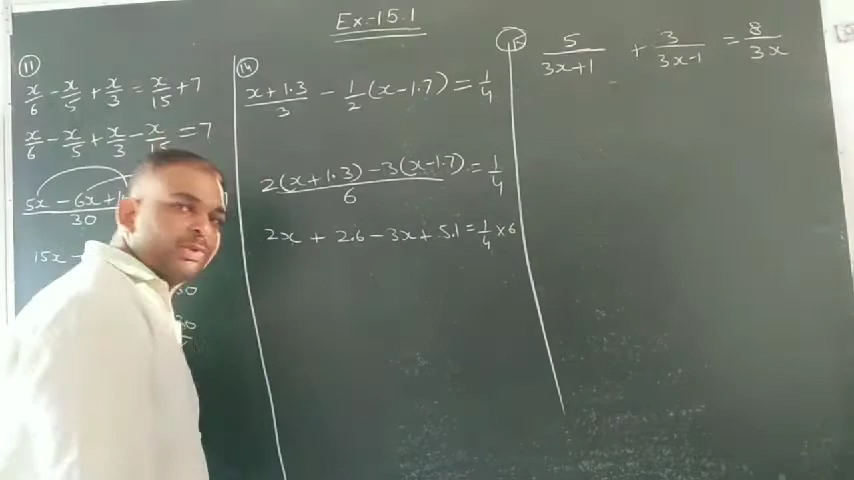 Ex-15.1
11
x/6 - x/5 + x/3 = x/15 + 7
x/6 - x/5 + x/3 - x/15 = 7
5x - 6x + 1
30
15x -
14
(x + 1.3)/3 - 1/2 (x - 1.7) = 1/4
(2(x + 1.3) - 3(x - 1.7))/6 = 1/4
2x + 2.6 - 3x + 5.1 = 1/4 × 6
15
5/(3x+1) + 3/(3x-1) = 8/3x